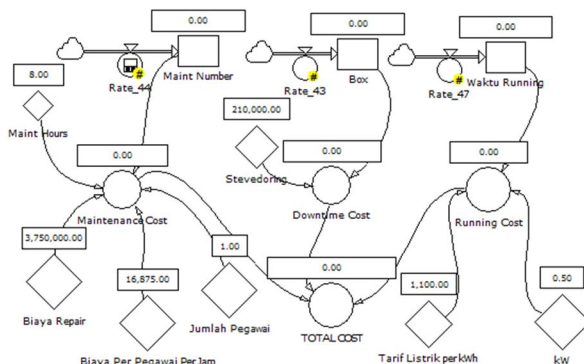 0.00
0.00
0.00
Maint Number
Box
Waktu Running
Rate_44
Rate_43
Rate_47
#
#
#
8.00
Maint Hours
210,000.00
Stevedoring
0.00
0.00
0.00
Maintenance Cost
Downtime Cost
Running Cost
3,750,000.00
Biaya Repair
16,875.00
Biaya Per Pegawai PerJam
1.00
Jumlah Pegawai
0.00
TOTAL COST
1,100.00
Tarif Listrik perkWh
0.50
kW